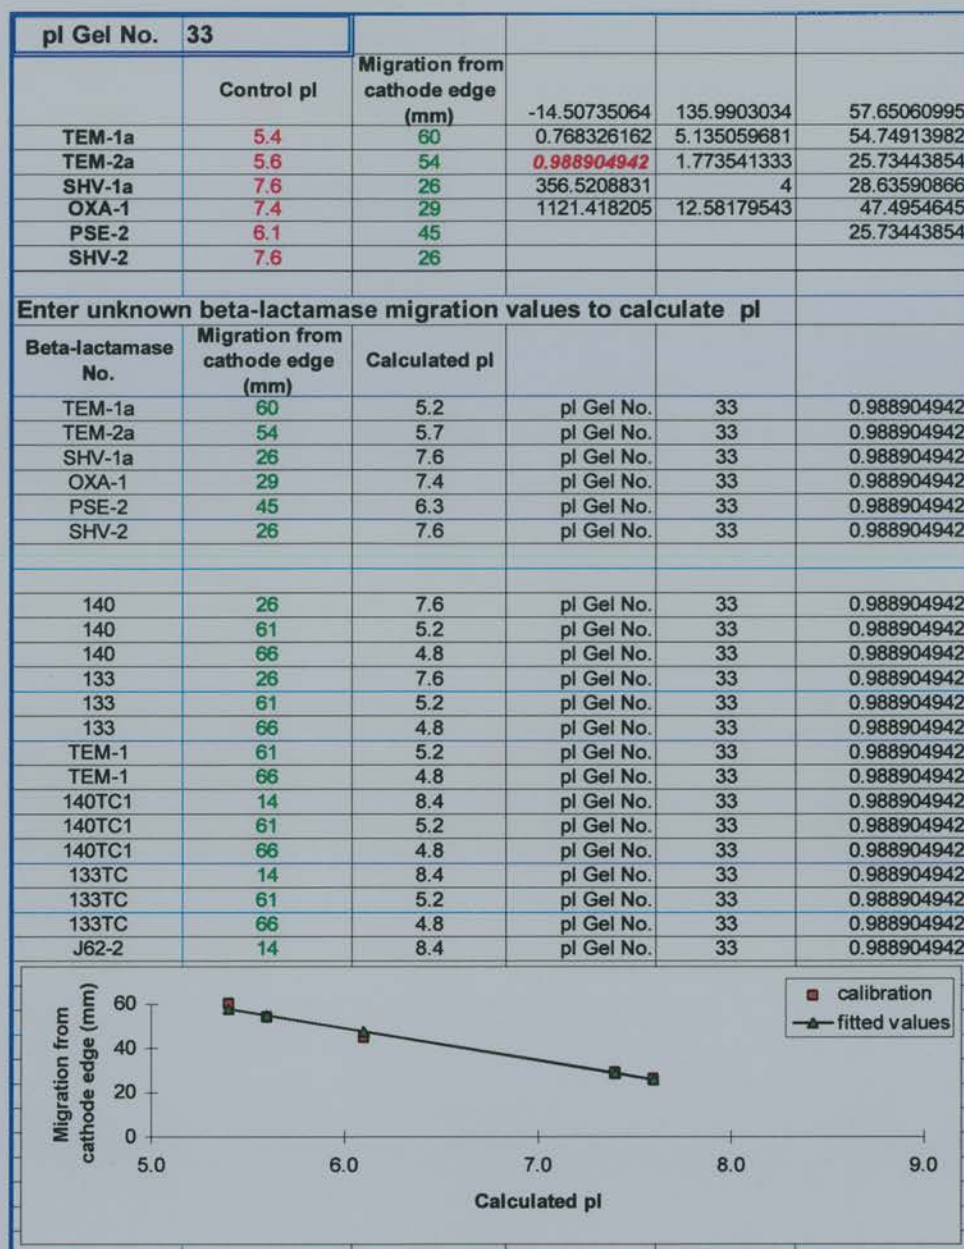 pI Gel No. 33
Migration from
Control pI cathode edge
(mm) -14.50735064 135.9903034 57.65060995
TEM-1a 5.4 60 0.768326162 5.135059681 54.74913982
TEM-2a 5.6 54 0.988904942 1.773541333 25.73443854
SHV-1a 7.6 26 356.5208831 4 28.63590866
OXA-1 7.4 29 1121.418205 12.58179543 47.4954645
PSE-2 6.1 45 25.73443854
SHV-2 7.6 26
Enter unknown beta-lactamase migration values to calculate pI
Beta-lactamase Migration from
No. cathode edge Calculated pI
(mm)
TEM-1a 60 5.2 pI Gel No. 33 0.988904942
TEM-2a 54 5.7 pI Gel No. 33 0.988904942
SHV-1a 26 7.6 pI Gel No. 33 0.988904942
OXA-1 29 7.4 pI Gel No. 33 0.988904942
PSE-2 45 6.3 pI Gel No. 33 0.988904942
SHV-2 26 7.6 pI Gel No. 33 0.988904942
140 26 7.6 pI Gel No. 33 0.988904942
140 61 5.2 pI Gel No. 33 0.988904942
140 66 4.8 pI Gel No. 33 0.988904942
133 26 7.6 pI Gel No. 33 0.988904942
133 61 5.2 pI Gel No. 33 0.988904942
133 66 4.8 pI Gel No. 33 0.988904942
TEM-1 61 5.2 pI Gel No. 33 0.988904942
TEM-1 66 4.8 pI Gel No. 33 0.988904942
140TC1 14 8.4 pI Gel No. 33 0.988904942
140TC1 61 5.2 pI Gel No. 33 0.988904942
140TC1 66 4.8 pI Gel No. 33 0.988904942
133TC 14 8.4 pI Gel No. 33 0.988904942
133TC 61 5.2 pI Gel No. 33 0.988904942
133TC 66 4.8 pI Gel No. 33 0.988904942
J62-2 14 8.4 pI Gel No. 33 0.988904942
Migration from
cathode edge (mm)
60
40
20
0
calibration
fitted values
5.0 6.0 7.0 8.0 9.0
Calculated pI